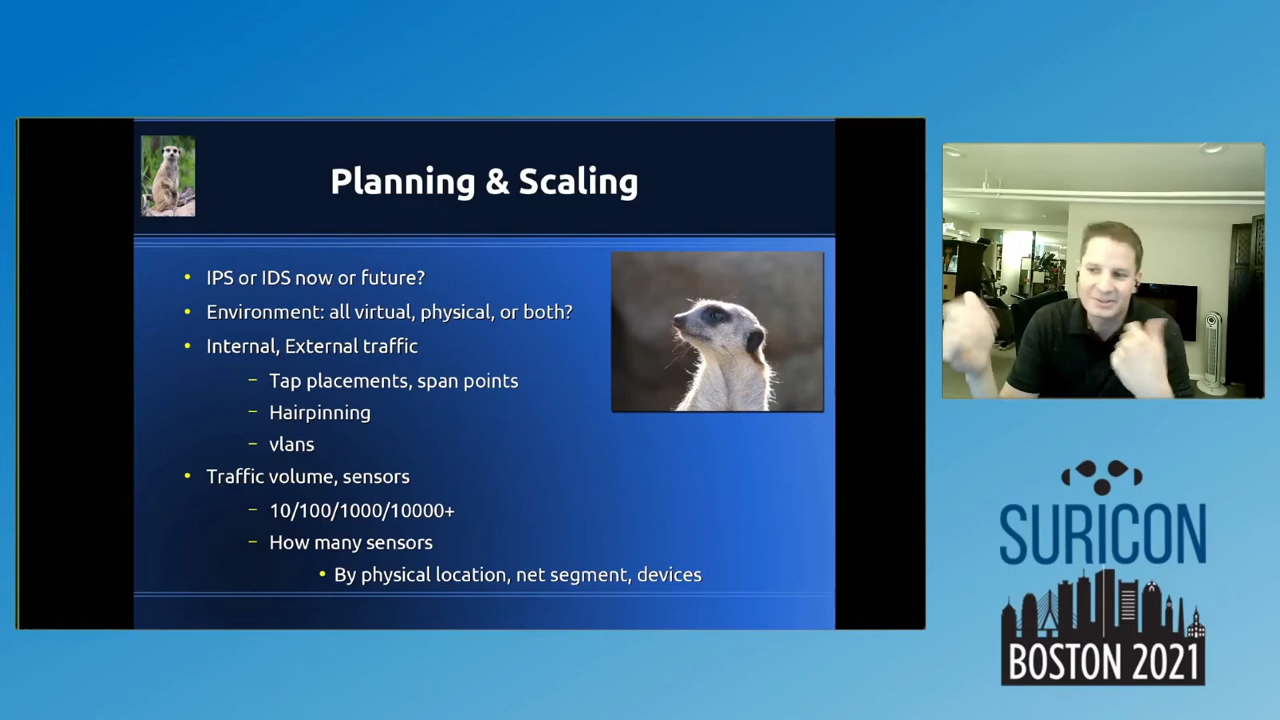 Planning & Scaling
IPS or IDS now or future?
Environment: all virtual, physical, or both?
Internal, External traffic
Tap placements, span points
Hairpinning
vlans
Traffic volume, sensors
10/100/1000/10000+
How many sensors
By physical location, net segment, devices
SURICON
BOSTON 2021